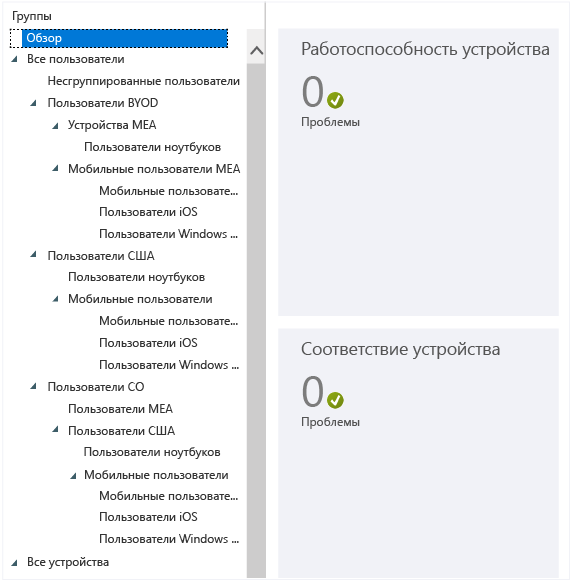 Группы
Обзор
Все пользователи
Несгруппированные пользователи
Пользователи BYOD
Устройства MEA
Пользователи ноутбуков
Мобильные пользователи MEA
Мобильные пользовате...
Пользователи iOS
Пользователи Windows ...
Пользователи США
Пользователи ноутбуков
Мобильные пользователи
Мобильные пользовате...
Пользователи iOS
Пользователи Windows ...
Пользователи CO
Пользователи MEA
Пользователи США
Пользователи ноутбуков
Мобильные пользователи
Мобильные пользовате...
Пользователи iOS
Пользователи Windows ...
Все устройства
Работоспособность устройства
0
Проблемы
Соответствие устройства
0
Проблемы